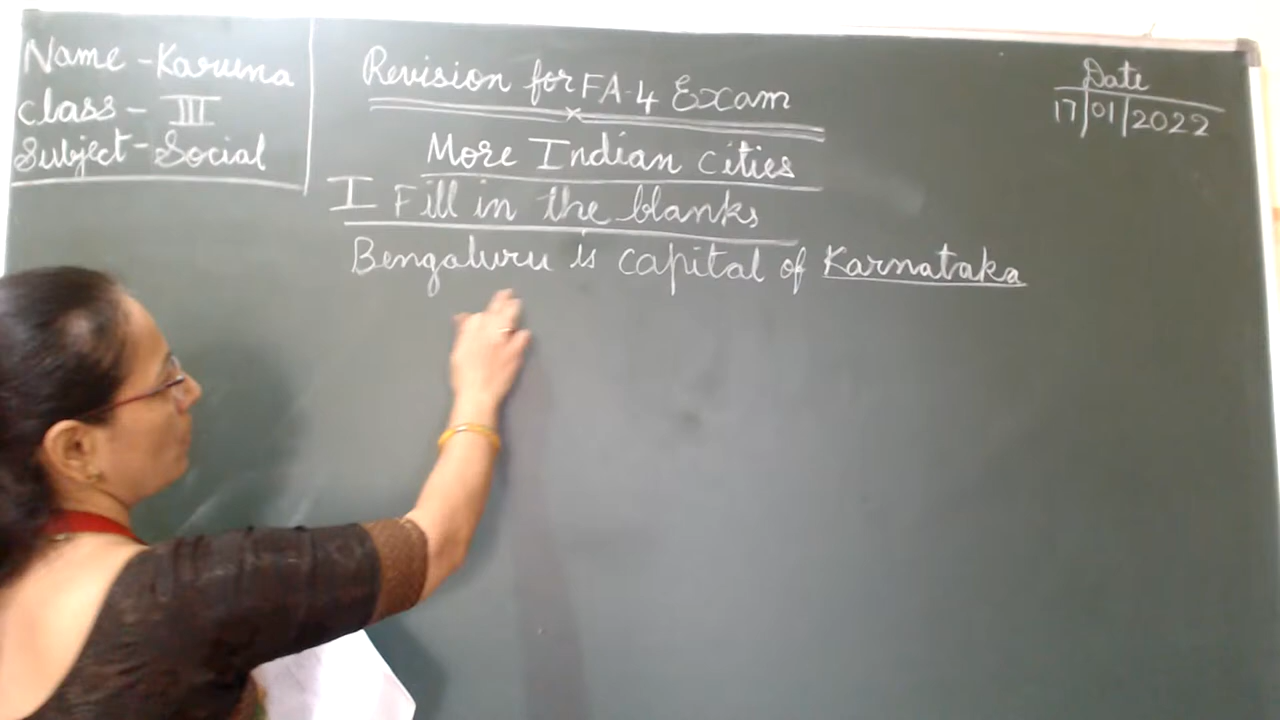 Name - Karuna
Class - III
Subject - Social
Revision for FA-4 Exam
More Indian Cities
I Fill in the blanks
Bengaluru is capital of Karnataka
Date
17/01/2022